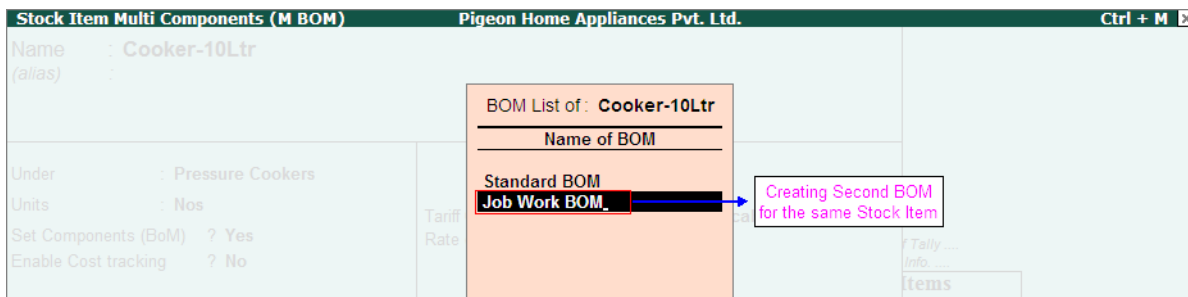 Stock Item Multi Components (M BOM) Pigeon Home Appliances Pvt. Ltd. Ctrl + M
Name : Cooker-10Ltr
(alias) :
BOM List of : Cooker-10Ltr
Name of BOM
Standard BOM
Job Work BOM
Creating Second BOM
for the same Stock Item
Under : Pressure Cookers
Units : Nos
Set Components (BoM) ? Yes
Enable Cost tracking ? No
Tariff
Rate
Tally ....
Info. ....
Items